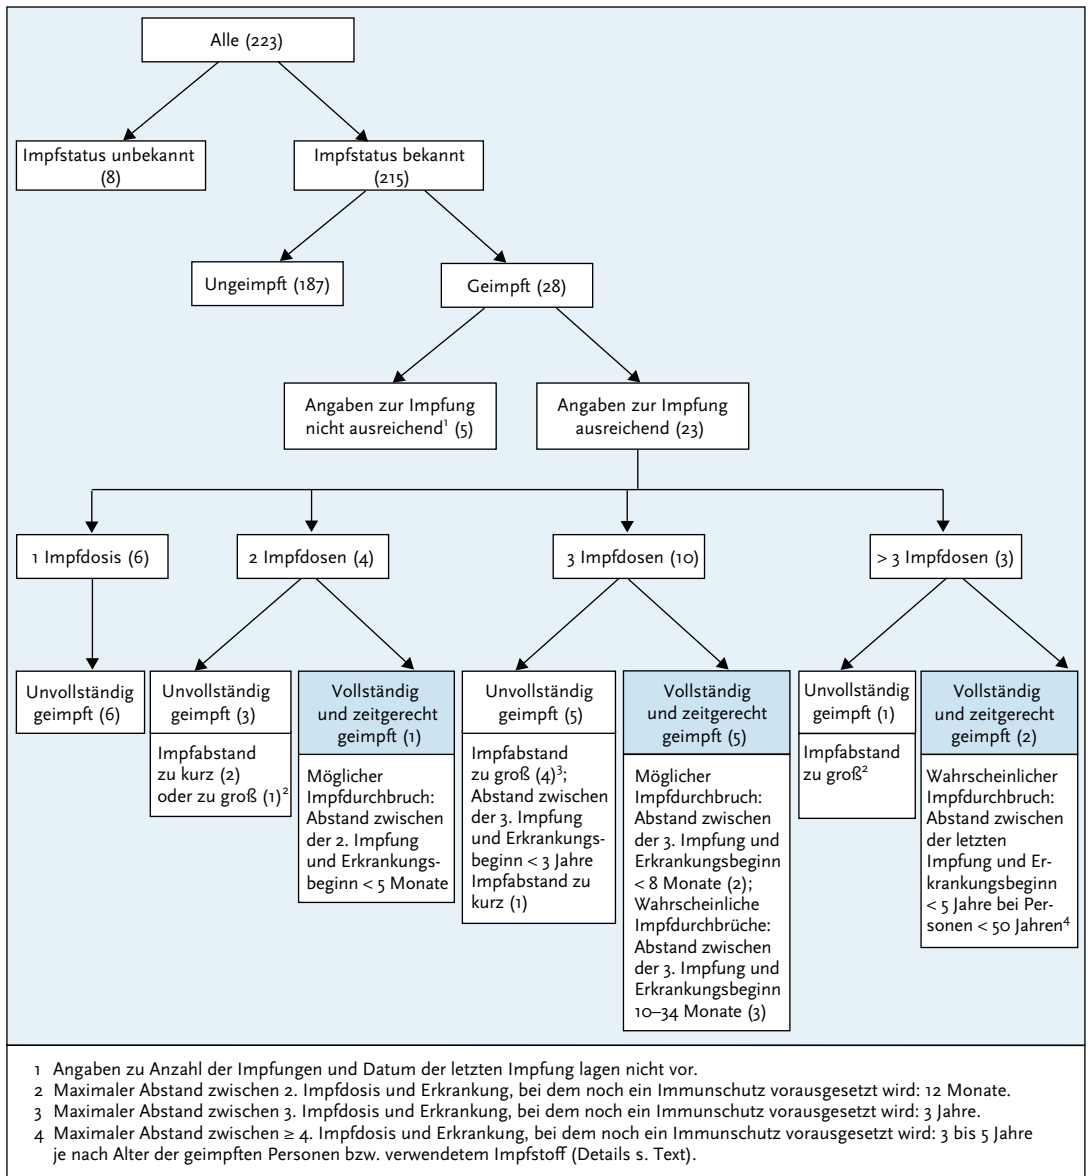 Alle (223)
Impfstatus unbekannt
(8)
Impfstatus bekannt
(215)
Ungeimpft (187)
Geimpft (28)
Angaben zur Impfung
nicht ausreichend¹ (5)
Angaben zur Impfung
ausreichend (23)
1 Impfdosis (6)
2 Impfdosen (4)
3 Impfdosen (10)
> 3 Impfdosen (3)
Unvollständig
geimpft (6)
Unvollständig
geimpft (3)
Impfabstand
zu kurz (2)
oder zu groß (1)²
Vollständig
und zeitgerecht
geimpft (1)
Möglicher
Impfdurchbruch:
Abstand zwischen
der 2. Impfung
und Erkrankungs-
beginn < 5 Monate
Unvollständig
geimpft (5)
Impfabstand
zu groß (4)³;
Abstand zwischen
der 3. Impfung
und Erkrankungs-
beginn < 3 Jahre
Impfabstand zu
kurz (1)
Vollständig
und zeitgerecht
geimpft (5)
Möglicher
Impfdurchbruch:
Abstand zwischen
der 3. Impfung und
Erkrankungsbeginn
< 8 Monate (2);
Wahrscheinliche
Impfdurchbrüche:
Abstand zwischen
der 3. Impfung und
Erkrankungsbeginn
10–34 Monate (3)
Unvollständig
geimpft (1)
Impfabstand
zu groß²
Vollständig
und zeitgerecht
geimpft (2)
Wahrscheinlicher
Impfdurchbruch:
Abstand zwischen
der letzten
Impfung und Er-
krankungsbeginn
< 5 Jahre bei Per-
sonen < 50 Jahren⁴
1 Angaben zu Anzahl der Impfungen und Datum der letzten Impfung lagen nicht vor.
2 Maximaler Abstand zwischen 2. Impfdosis und Erkrankung, bei dem noch ein Immunschutz vorausgesetzt wird: 12 Monate.
3 Maximaler Abstand zwischen 3. Impfdosis und Erkrankung, bei dem noch ein Immunschutz vorausgesetzt wird: 3 Jahre.
4 Maximaler Abstand zwischen ≥ 4. Impfdosis und Erkrankung, bei dem noch ein Immunschutz vorausgesetzt wird: 3 bis 5 Jahre
je nach Alter der geimpften Personen bzw. verwendetem Impfstoff (Details s. Text).